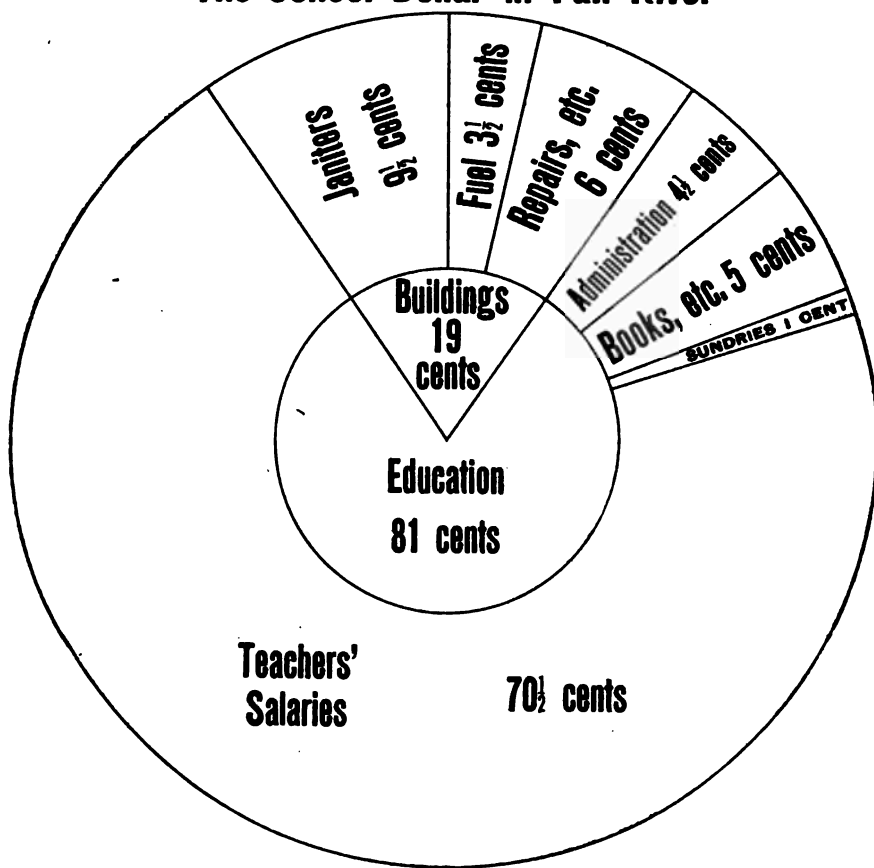 The School Dollar in Fall River
Janiters
9½ cents
Fuel 3½ cents
Repairs, etc.
6 cents
Administration 4½ cents
Books, etc. 5 cents
SUNDRIES 1 CENT
Buildings
19
cents
Education
81 cents
Teachers'
Salaries
70½ cents